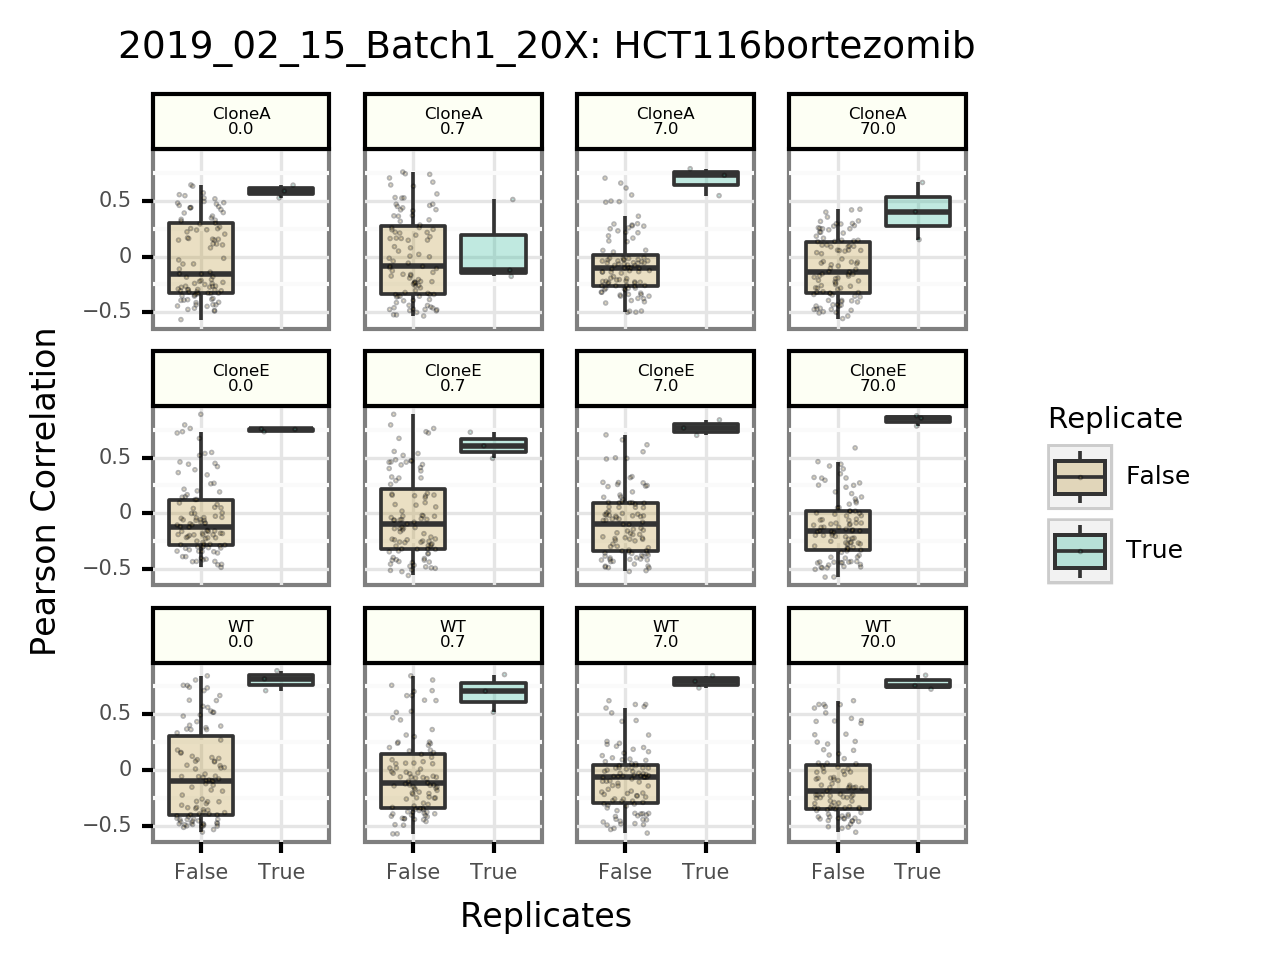 2019_02_15_Batch1_20X: HCT116bortezomib
CloneA
0.0
CloneA
0.7
CloneA
7.0
CloneA
70.0
0.5
0
−0.5
CloneE
0.0
CloneE
0.7
CloneE
7.0
CloneE
70.0
0.5
0
−0.5
WT
0.0
WT
0.7
WT
7.0
WT
70.0
0.5
0
−0.5
False True False True False True False True
Replicates
Pearson Correlation
Replicate
False
True